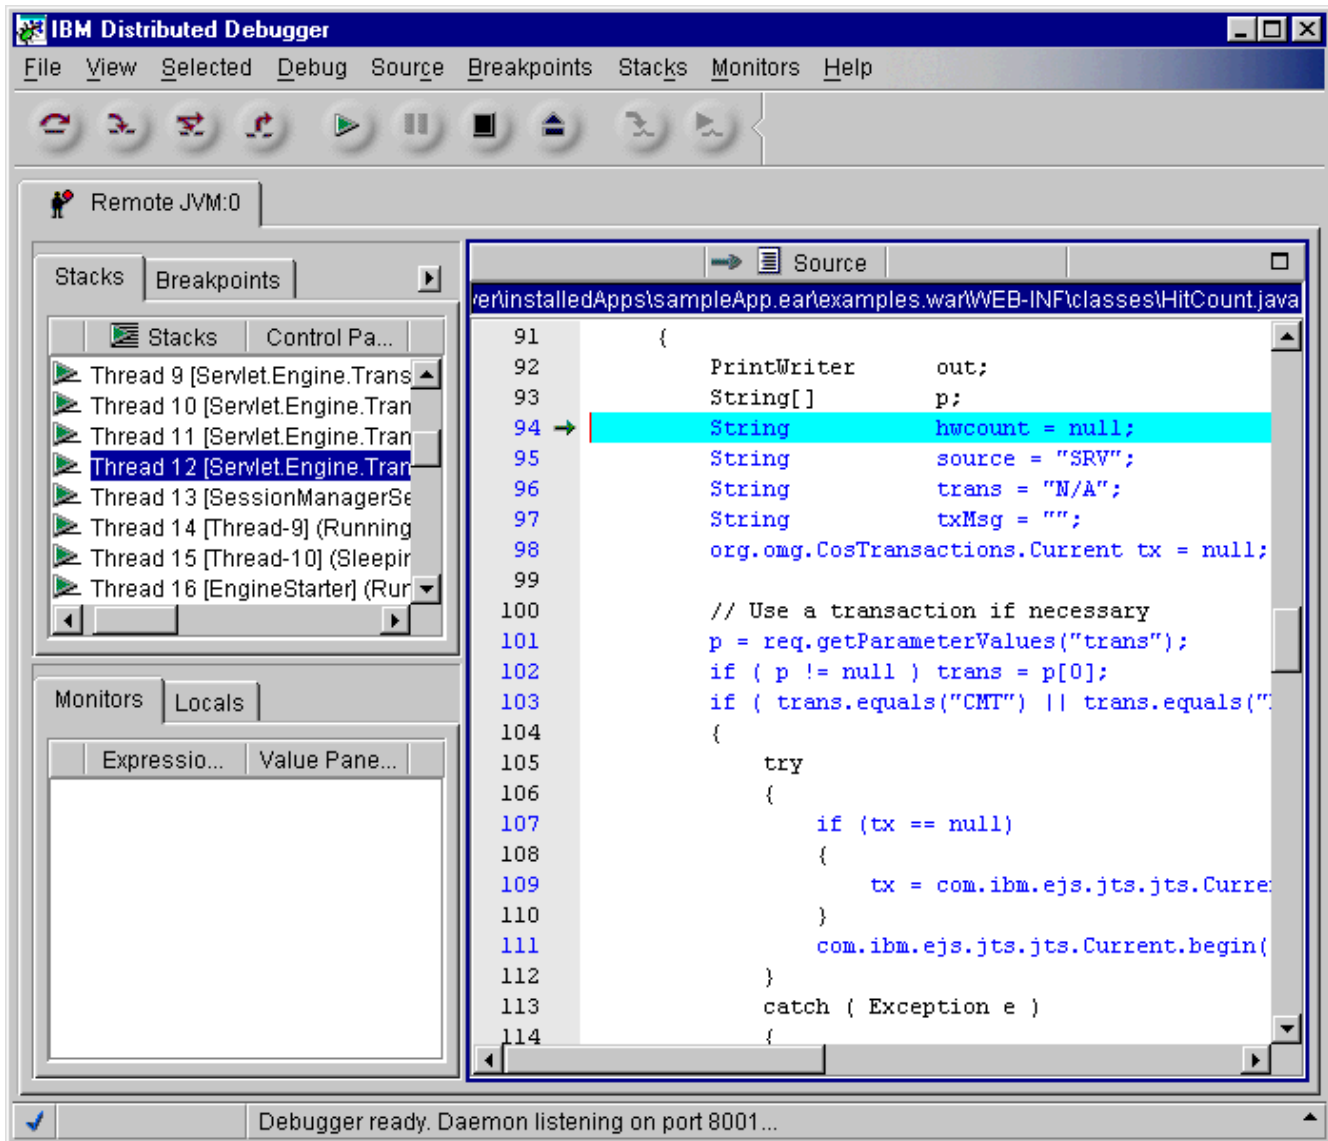 IBM Distributed Debugger
File View Selected Debug Source Breakpoints Stacks Monitors Help
Remote JVM:0
Stacks Breakpoints
Stacks Control Pa...
Thread 9 [Servlet.Engine.Trans
Thread 10 [Servlet.Engine.Tran
Thread 11 [Servlet.Engine.Tran
Thread 12 [Servlet.Engine.Tran
Thread 13 [SessionManagerSe
Thread 14 [Thread-9] (Running
Thread 15 [Thread-10] (Sleepin
Thread 16 [EngineStarter] (Run
Monitors Locals
Expressio... Value Pane...
Source
ver\installedApps\sampleApp.ear\examples.war\WEB-INF\classes\HitCount.java
91 {
92 PrintWriter out;
93 String[] p;
94 String hwcount = null;
95 String source = "SRV";
96 String trans = "N/A";
97 String txMsg = "";
98 org.omg.CosTransactions.Current tx = null;
99
100 // Use a transaction if necessary
101 p = req.getParameterValues("trans");
102 if ( p != null ) trans = p[0];
103 if ( trans.equals("CMT") || trans.equals("
104 {
105 try
106 {
107 if (tx == null)
108 {
109 tx = com.ibm.ejs.jts.jts.Curre
110 }
111 com.ibm.ejs.jts.jts.Current.begin(
112 }
113 catch ( Exception e )
114 {
Debugger ready. Daemon listening on port 8001...